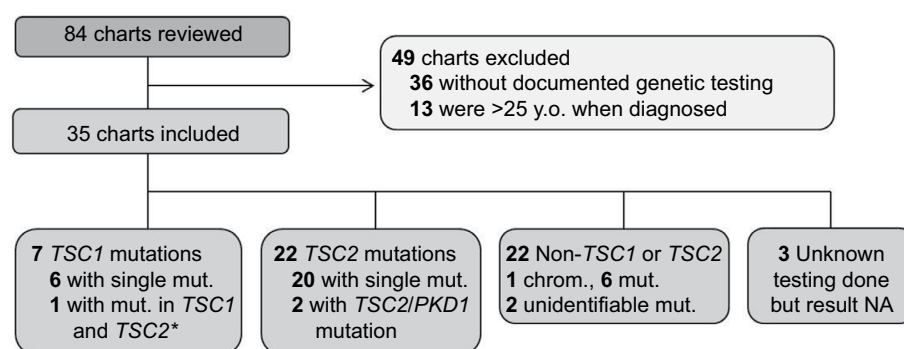 84 charts reviewed
49 charts excluded
36 without documented genetic testing
13 were >25 y.o. when diagnosed
35 charts included
7 TSC1 mutations
6 with single mut.
1 with mut. in TSC1
and TSC2*
22 TSC2 mutations
20 with single mut.
2 with TSC2/PKD1
mutation
22 Non-TSC1 or TSC2
1 chrom., 6 mut.
2 unidentifiable mut.
3 Unknown
testing done
but result NA